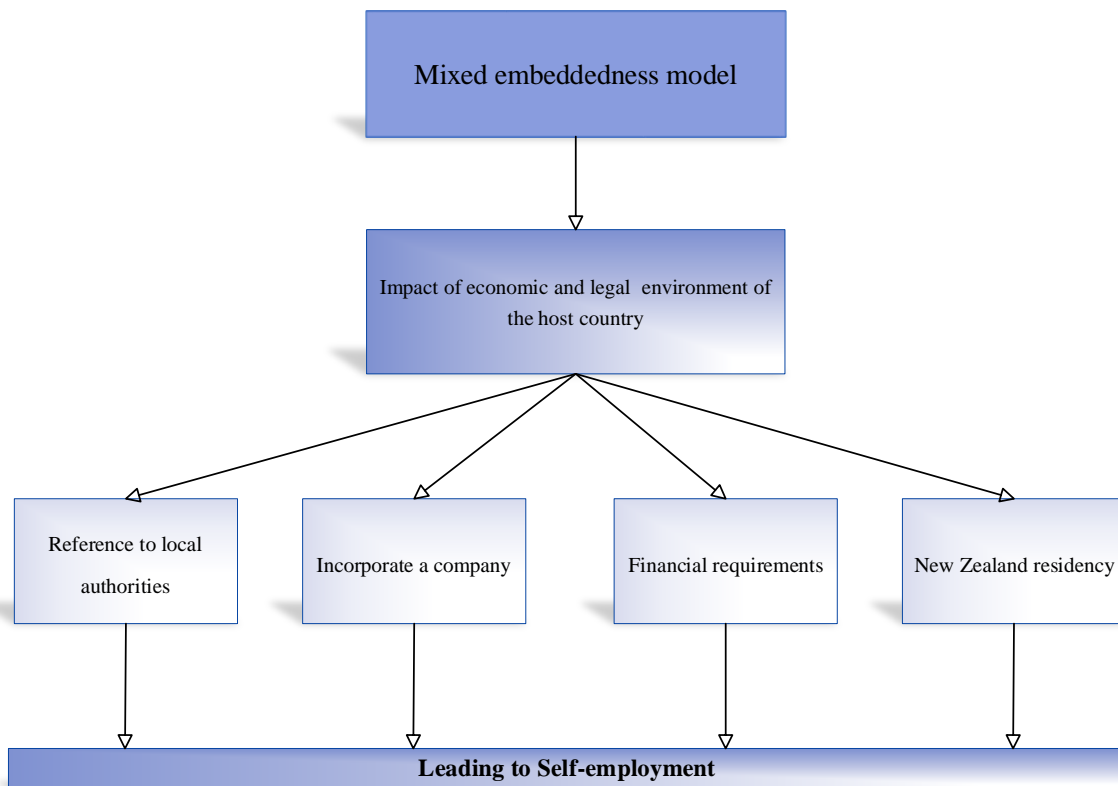 Mixed embeddedness model
Impact of economic and legal environment of
the host country
Reference to local
authorities
Incorporate a company
Financial requirements
New Zealand residency
Leading to Self-employment